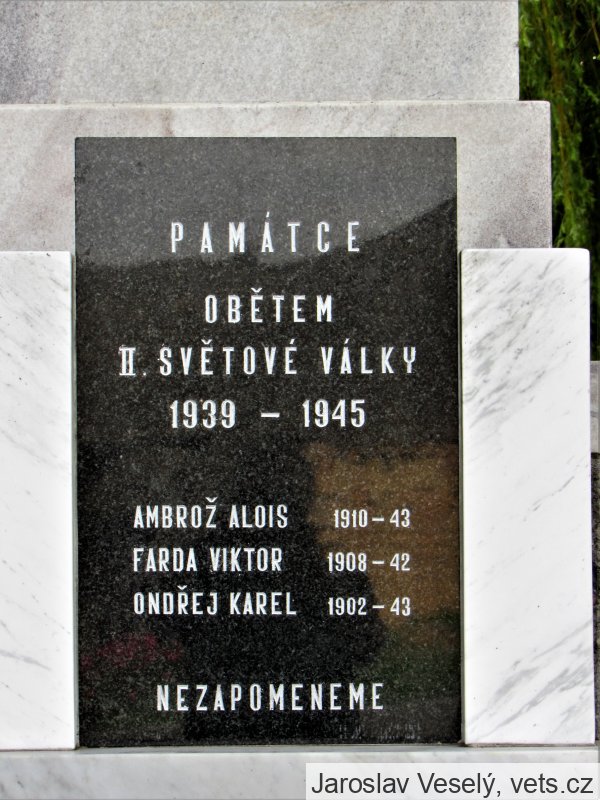 PAMÁTCE
OBĚTEM
II. SVĚTOVÉ VÁLKY
1939 – 1945
AMBROŽ ALOIS 1910 – 43
FARDA VIKTOR 1908 – 42
ONDŘEJ KAREL 1902 – 43
NEZAPOMENEME
Jaroslav Veselý, vets.cz